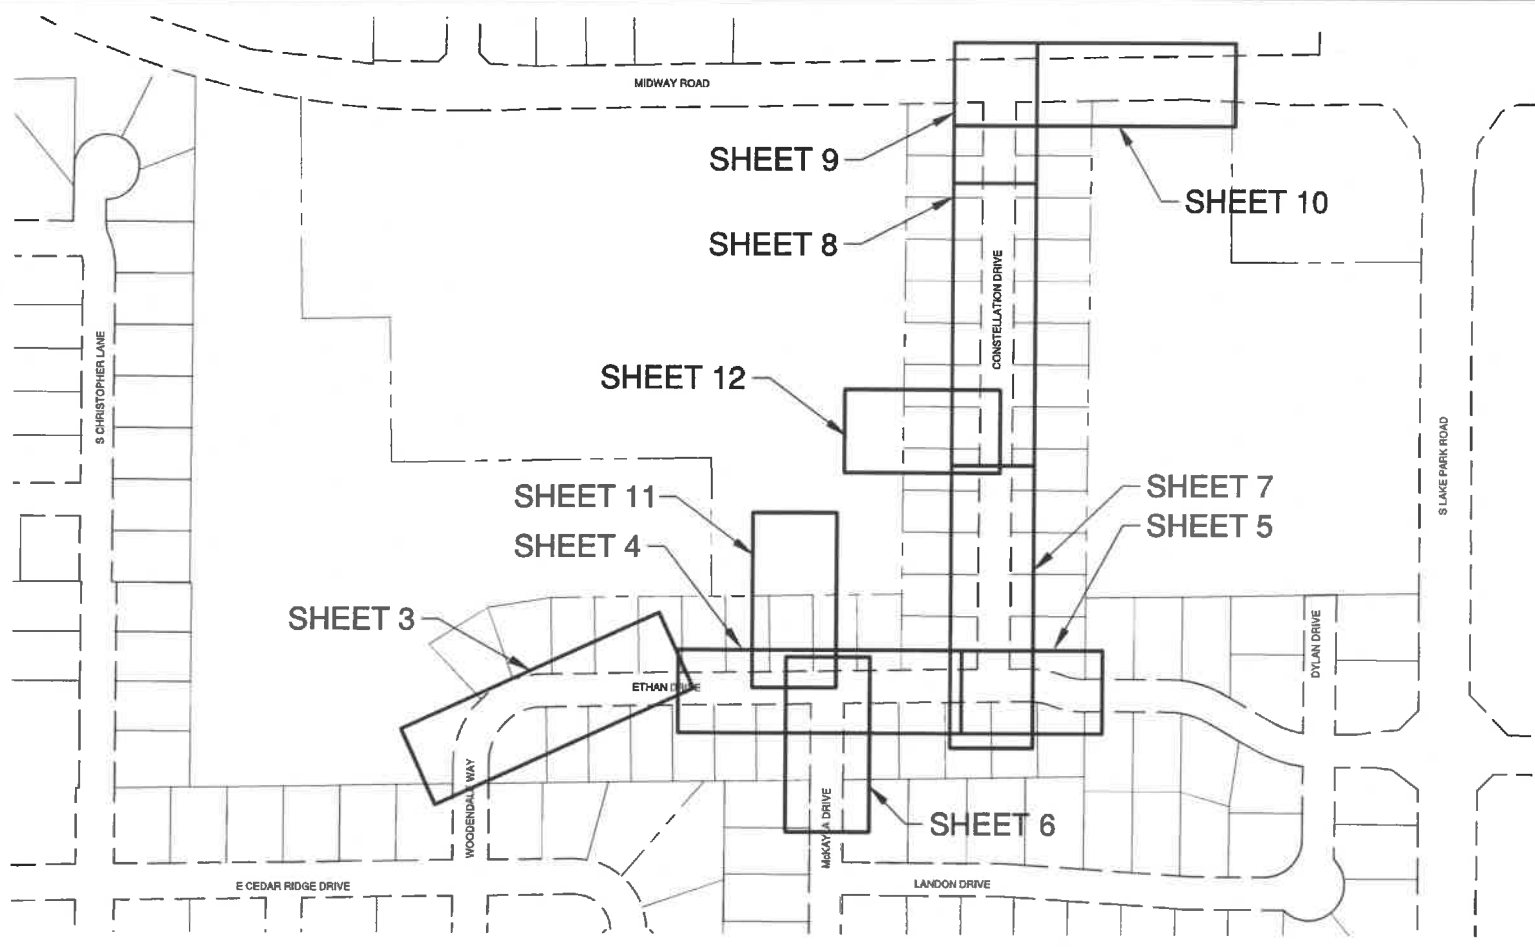 MIDWAY ROAD
SHEET 9
SHEET 10
SHEET 8
CONSTELLATION DRIVE
S CHRISTOPHER LANE
SHEET 12
S LAKE PARK ROAD
SHEET 11
SHEET 7
SHEET 4
SHEET 5
SHEET 3
DYLAN DRIVE
ETHAN DRIVE
WOODENDALE WAY
McKAYLA DRIVE
SHEET 6
E CEDAR RIDGE DRIVE
LANDON DRIVE